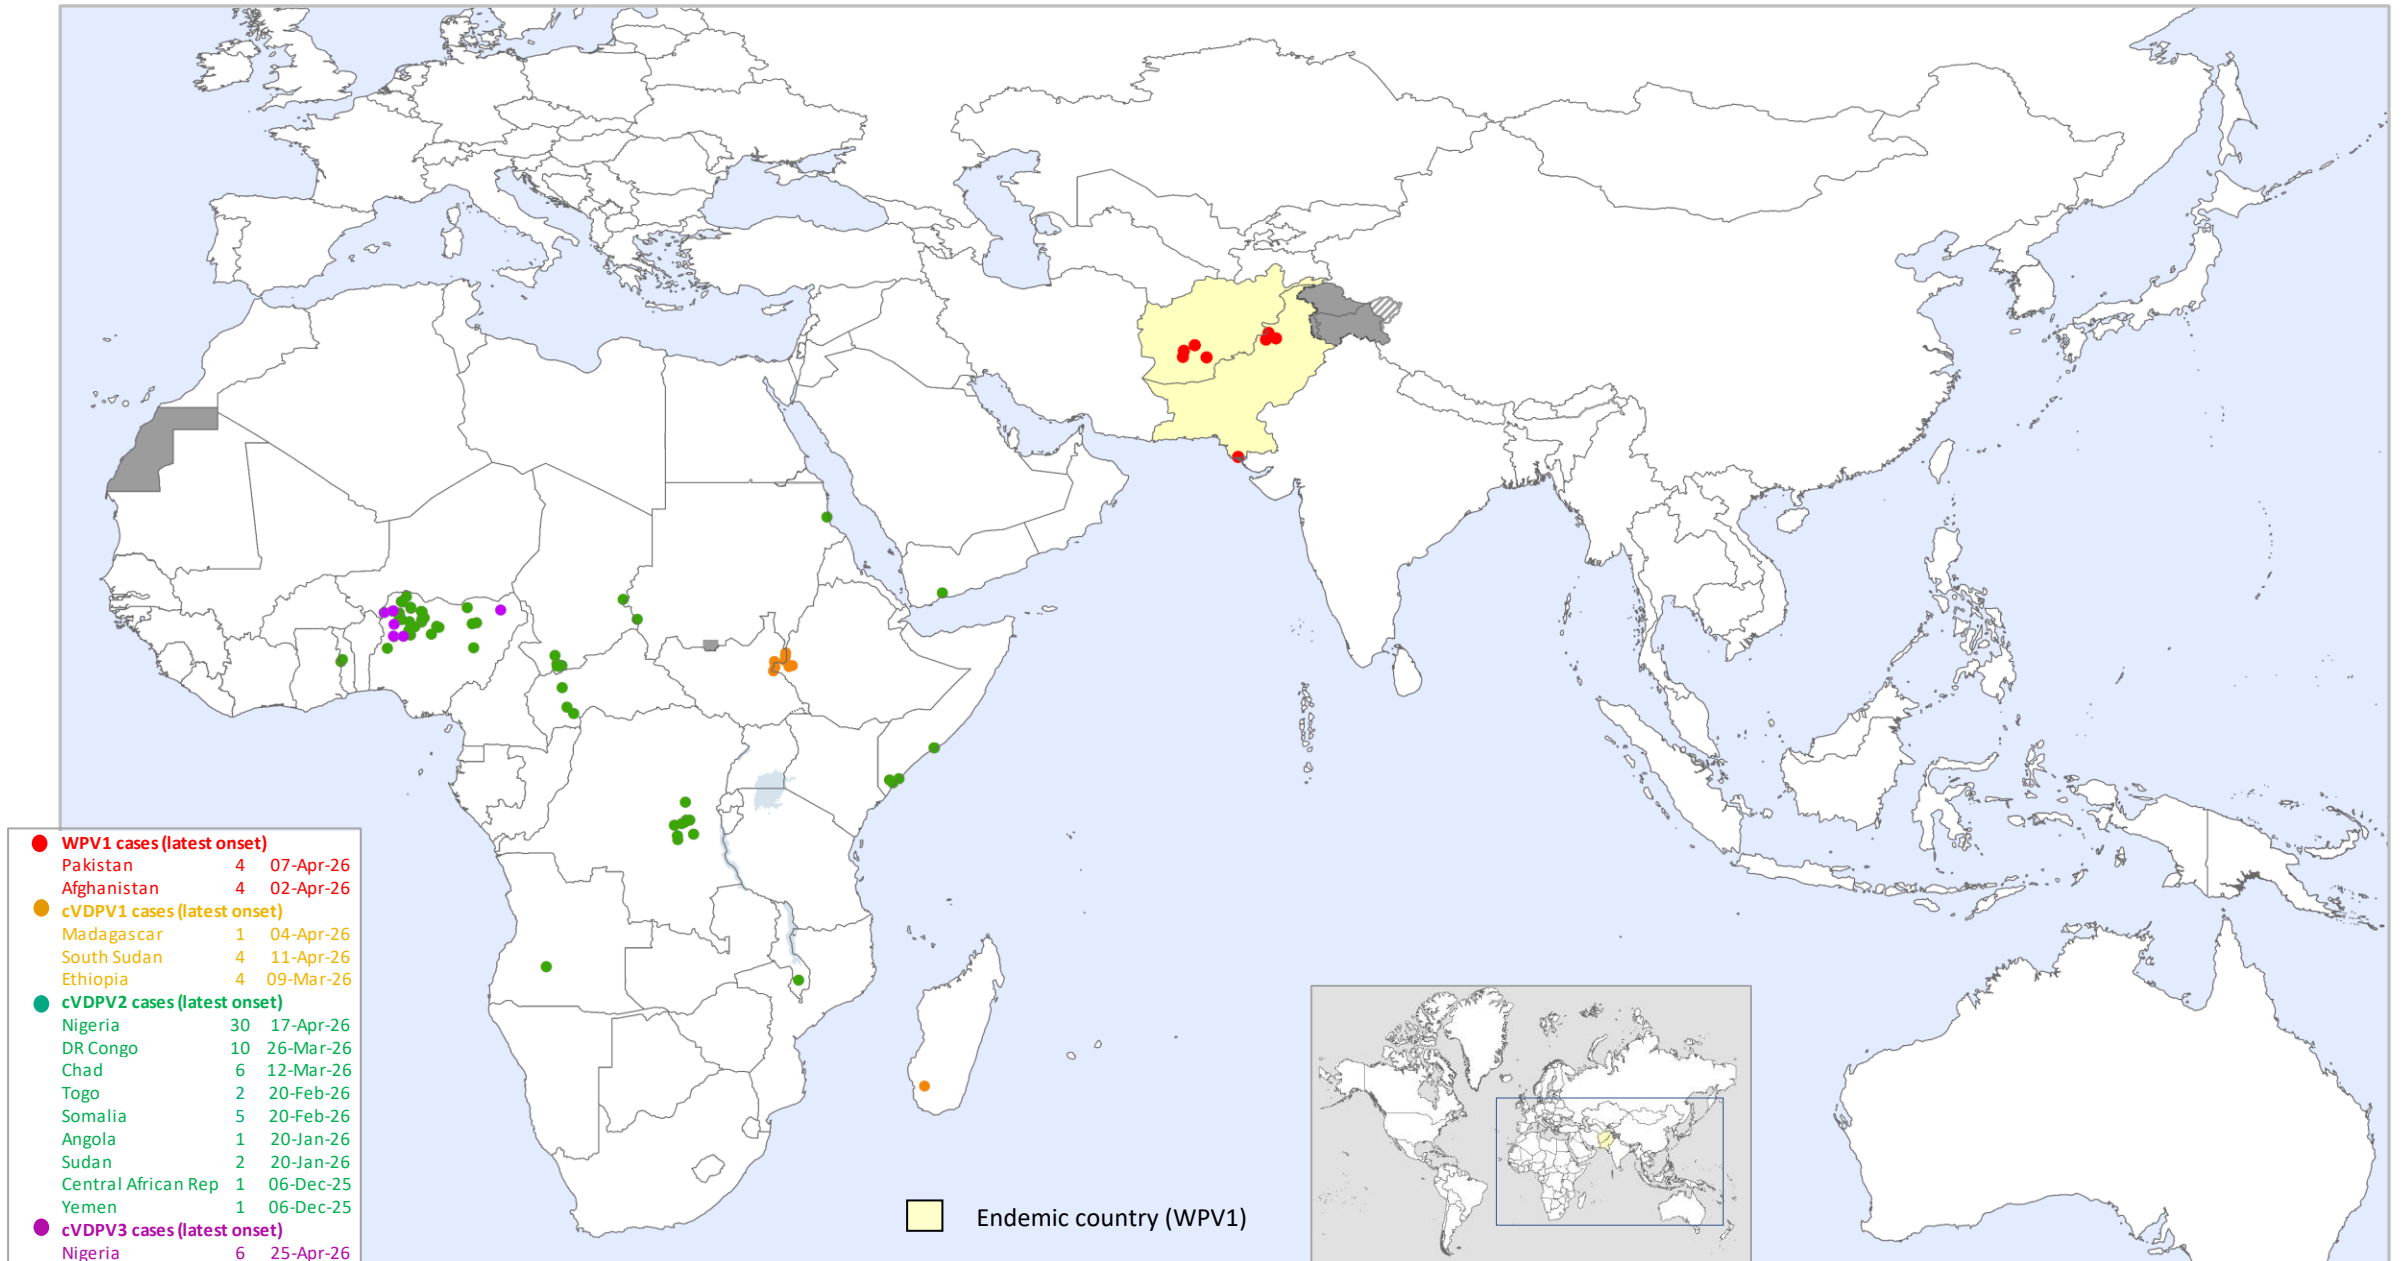 WPV1 cases (latest onset)
Pakistan 4 07-Apr-26
Afghanistan 4 02-Apr-26
cVDPV1 cases (latest onset)
Madagascar 1 04-Apr-26
South Sudan 4 11-Apr-26
Ethiopia 4 09-Mar-26
cVDPV2 cases (latest onset)
Nigeria 30 17-Apr-26
DR Congo 10 26-Mar-26
Chad 6 12-Mar-26
Togo 2 20-Feb-26
Somalia 5 20-Feb-26
Angola 1 20-Jan-26
Sudan 2 20-Jan-26
Central African Rep 1 06-Dec-25
Yemen 1 06-Dec-25
cVDPV3 cases (latest onset)
Nigeria 6 25-Apr-26
Endemic country (WPV1)